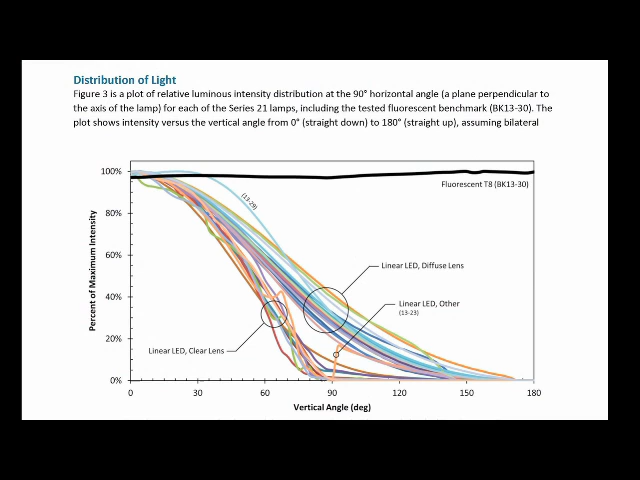 Distribution of Light
Figure 3 is a plot of relative luminous intensity distribution at the 90° horizontal angle (a plane perpendicular to
the axis of the lamp) for each of the Series 21 lamps, including the tested fluorescent benchmark (BK13-30). The
plot shows intensity versus the vertical angle from 0° (straight down) to 180° (straight up), assuming bilateral
100%
Fluorescent T8 (BK13-30)
(13-29)
80%
60%
Linear LED, Diffuse Lens
40%
Linear LED, Other
(13-23)
20%
Linear LED, Clear Lens
0%
Percent of Maximum Intensity
0 30 60 90 120 150 180
Vertical Angle (deg)